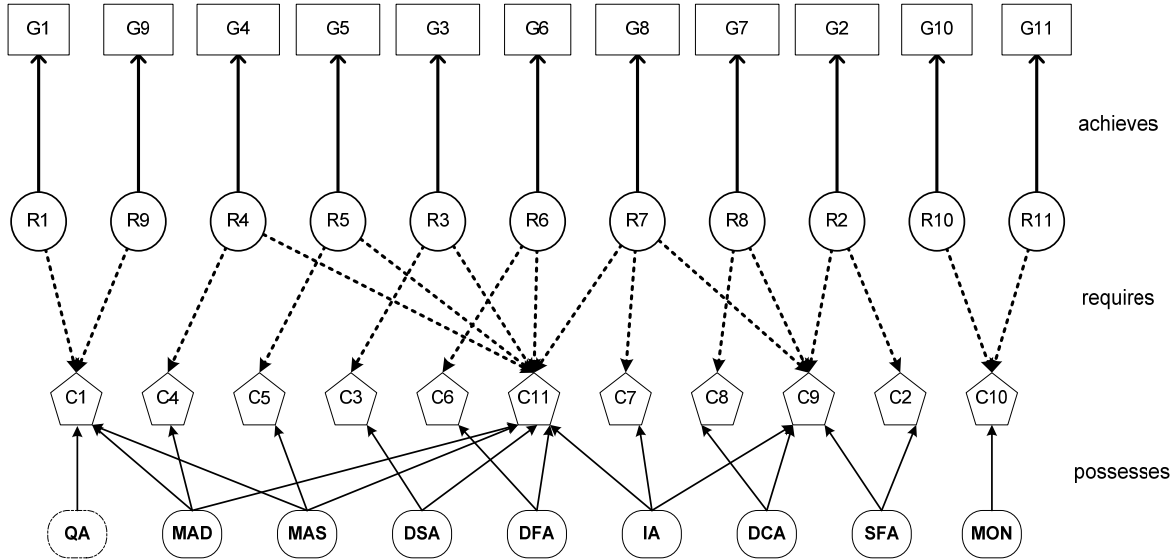 G1 G9 G4 G5 G3 G6 G8 G7 G2 G10 G11
achieves
R1 R9 R4 R5 R3 R6 R7 R8 R2 R10 R11
requires
C1 C4 C5 C3 C6 C11 C7 C8 C9 C2 C10
possesses
QA MAD MAS DSA DFA IA DCA SFA MON